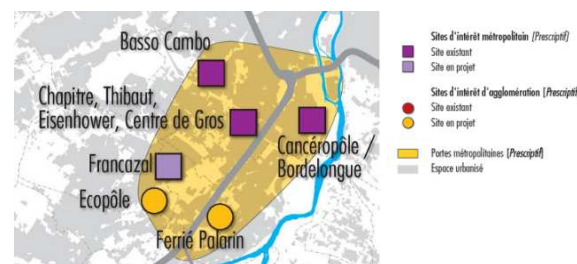 Basso Cambo
Chapitre, Thibaut,
Eisenhower, Centre de Gros
Cancéropôle /
Bordelongue
Francazal
Ecopôle
Ferrié Palarin
Sites d'intérêt métropolitain [Prescriptif]
Site existant
Site en projet
Sites d'intérêt d'agglomération [Prescripti
Site existant
Site en projet
Portes métropolitaines [Prescriptif]
Espace urbanisé